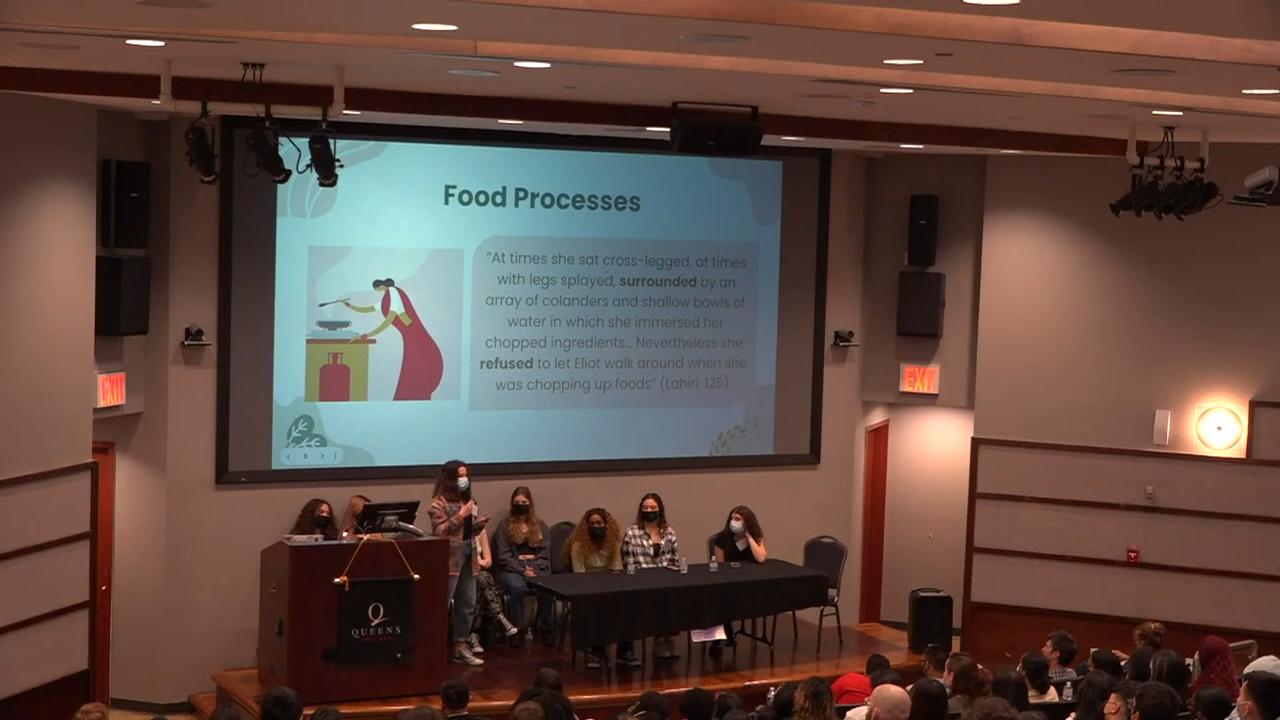 Food Processes
"At times she sat cross-legged, at times
with legs splayed, surrounded by an
array of colanders and shallow bowls of
water in which she immersed her
chopped ingredients... Nevertheless she
refused to let Eliot walk around when she
was chopping up foods" (Lahiri, 125).
EXIT
EXIT
Q
QUEENS